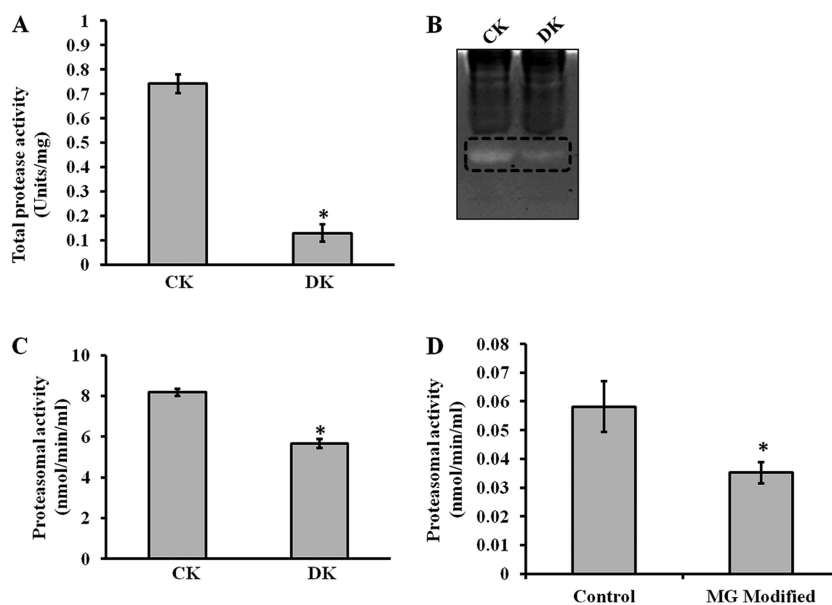 A
Total protease activity
(Units/mg)
1
0.9
0.8
0.7
0.6
0.5
0.4
0.3
0.2
0.1
0
*
CK
DK
B
CK
DK
C
Proteasomal activity
(nmol/min/ml)
10
8
6
4
2
0
*
CK
DK
D
Proteasomal activity
(nmol/min/ml)
0.08
0.07
0.06
0.05
0.04
0.03
0.02
0.01
0
*
Control
MG Modified